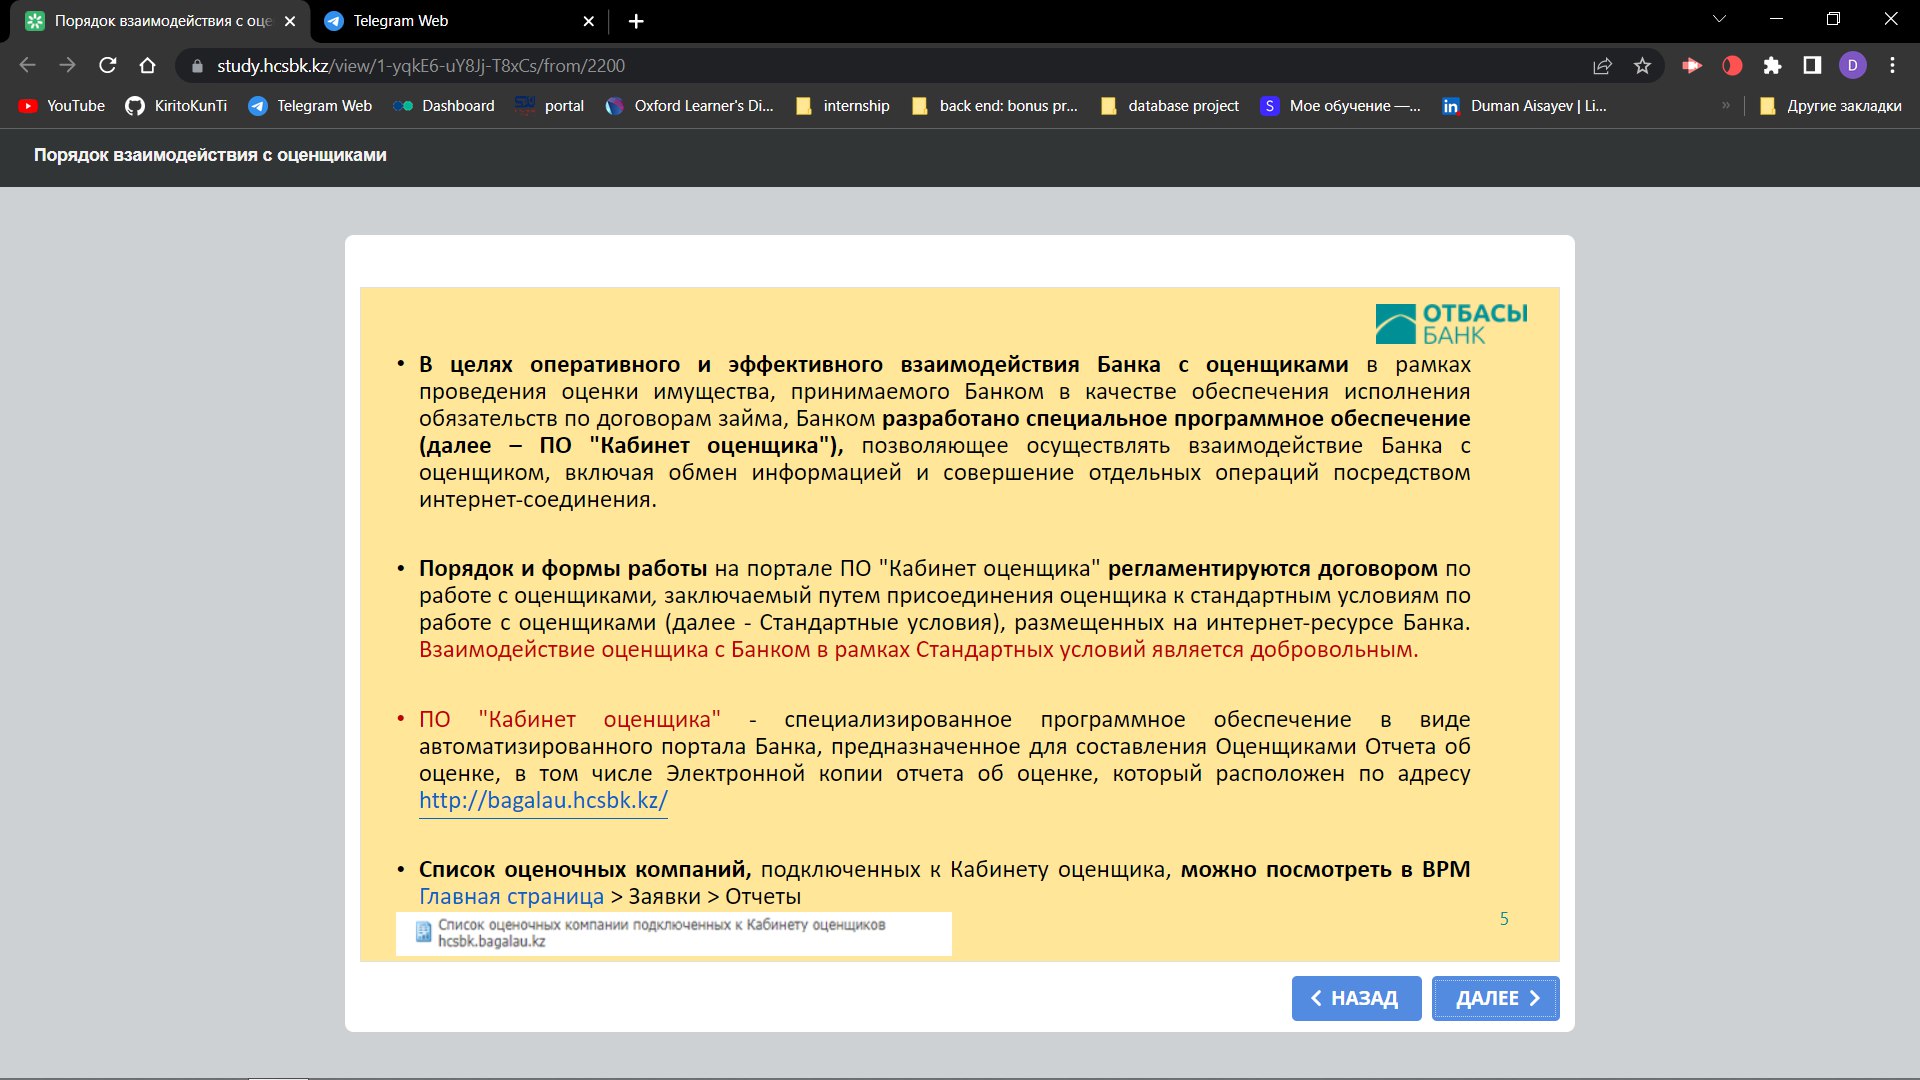 Порядок взаимодействия с оце
Telegram Web
study.hcsbk.kz/view/1-yqkE6-uY8Jj-T8xCs/from/2200
D
YouTube
KiritoKunTi
Telegram Web
Dashboard
portal
Oxford Learner's Di...
internship
back end: bonus pr...
database project
S
Мое обучение —...
in
Duman Aisayev | Li...
»
Другие закладки
Порядок взаимодействия с оценщиками
ОТБАСЫ
БАНК
• В целях оперативного и эффективного взаимодействия Банка с оценщиками в рамках
проведения оценки имущества, принимаемого Банком в качестве обеспечения исполнения
обязательств по договорам займа, Банком разработано специальное программное обеспечение
(далее – ПО "Кабинет оценщика"), позволяющее осуществлять взаимодействие Банка с
оценщиком, включая обмен информацией и совершение отдельных операций посредством
интернет-соединения.
• Порядок и формы работы на портале ПО "Кабинет оценщика" регламентируются договором по
работе с оценщиками, заключаемый путем присоединения оценщика к стандартным условиям по
работе с оценщиками (далее - Стандартные условия), размещенных на интернет-ресурсе Банка.
Взаимодействие оценщика с Банком в рамках Стандартных условий является добровольным.
• ПО "Кабинет оценщика" - специализированное программное обеспечение в виде
автоматизированного портала Банка, предназначенное для составления Оценщиками Отчета об
оценке, в том числе Электронной копии отчета об оценке, который расположен по адресу
http://bagalau.hcsbk.kz/
• Список оценочных компаний, подключенных к Кабинету оценщика, можно посмотреть в ВРМ
Главная страница > Заявки > Отчеты
Список оценочных компании подключенных к Кабинету оценщиков
hcsbk.bagalau.kz
5
НАЗАД
ДАЛЕЕ